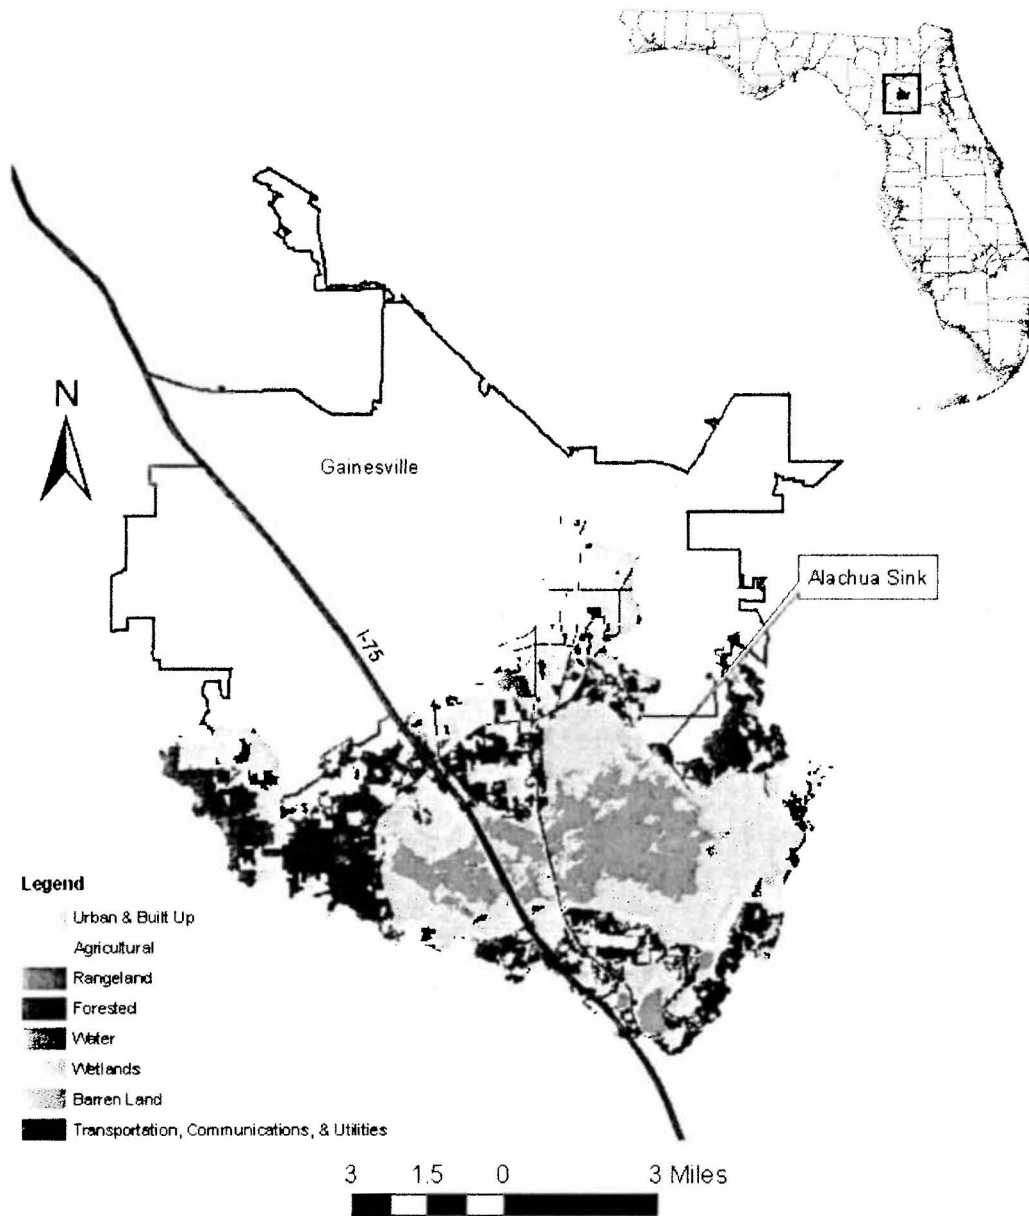 N
Gainesville
Alachua Sink
I-75
Legend
Urban & Built Up
Agricultural
Rangeland
Forested
Water
Wetlands
Barren Land
Transportation, Communications, & Utilities
3 1.5 0 3 Miles